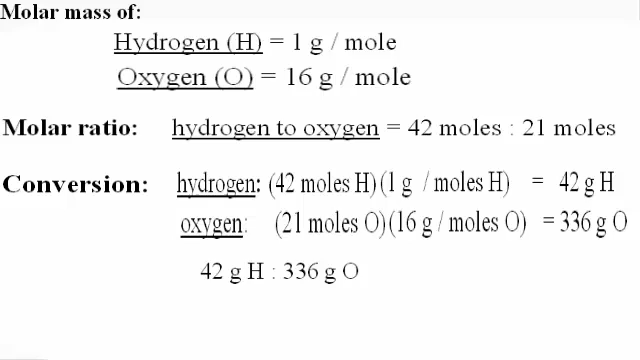 Molar mass of:
Hydrogen (H) = 1 g / mole
Oxygen (O) = 16 g / mole
Molar ratio: hydrogen to oxygen = 42 moles : 21 moles
Conversion: hydrogen: (42 moles H)(1 g / moles H) = 42 g H
oxygen: (21 moles O)(16 g / moles O) = 336 g O
42 g H : 336 g O